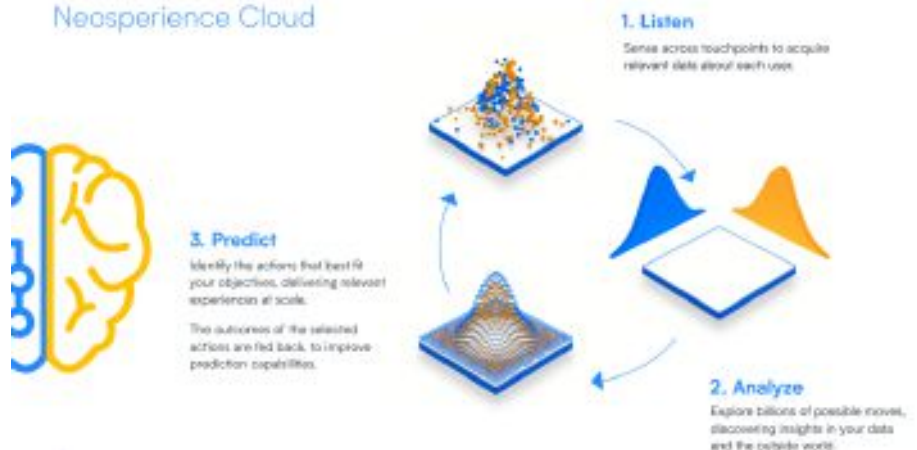 Neosperience Cloud
1. Listen
Sense across touchpoints to acquire
relevant data about each user.
3. Predict
Identify the actions that best fit
your objectives, delivering relevant
experiences at scale.
The outcomes of the selected
actions are fed back, to improve
prediction capabilities.
2. Analyze
Explore billions of possible moves,
discovering insights in your data
and the outside world.